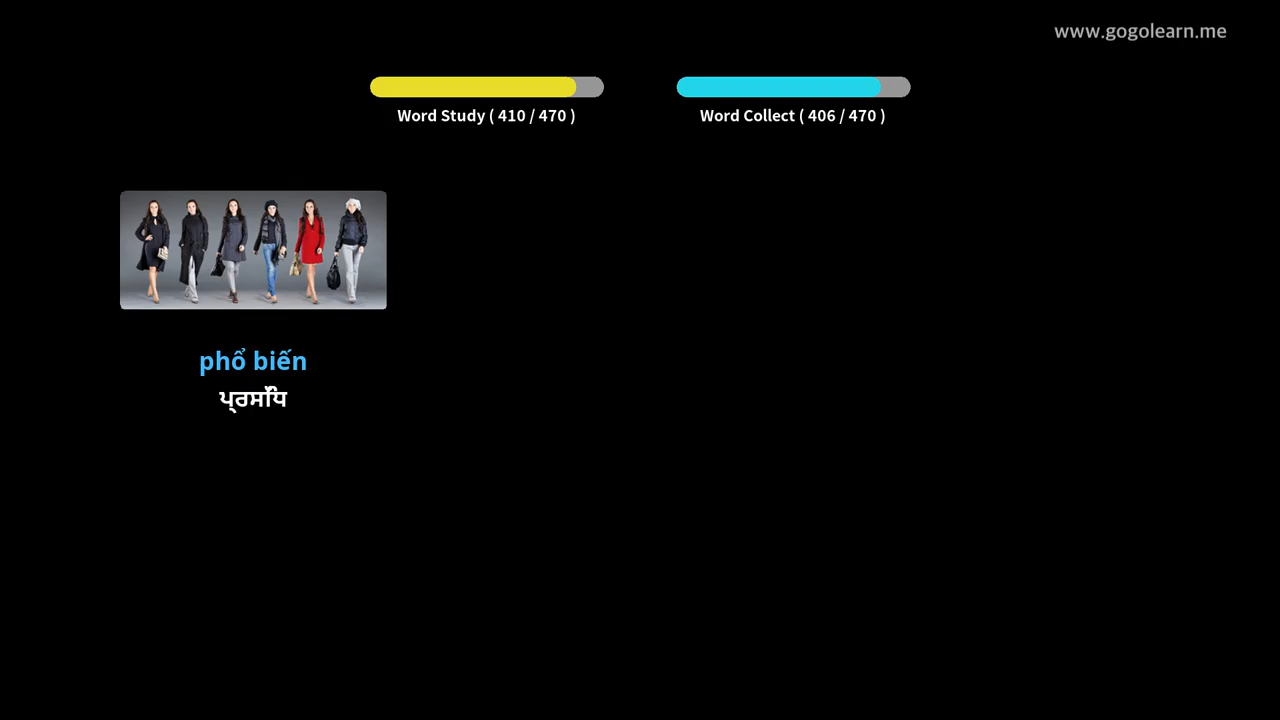 www.gogolearn.me
Word Study ( 410 / 470 )
Word Collect ( 406 / 470 )
phổ biến
ਪ੍ਰਸਿੱਧ